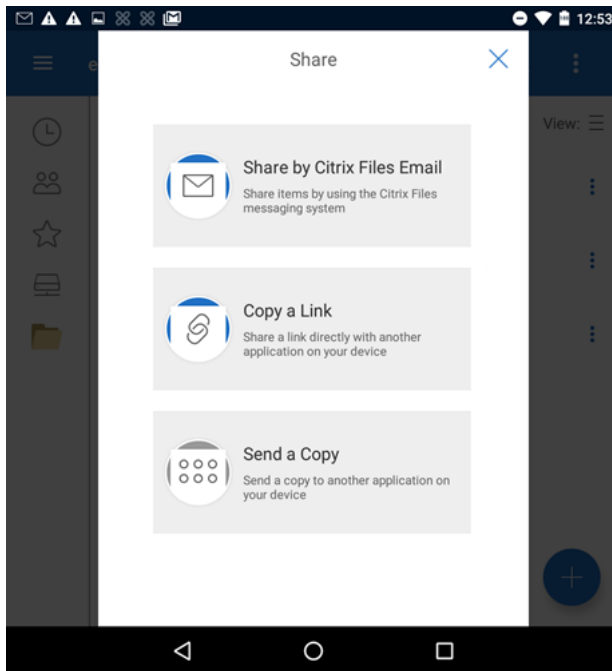 12:53
e
Share
View:
Share by Citrix Files Email
Share items by using the Citrix Files
messaging system
Copy a Link
Share a link directly with another
application on your device
Send a Copy
Send a copy to another application on
your device